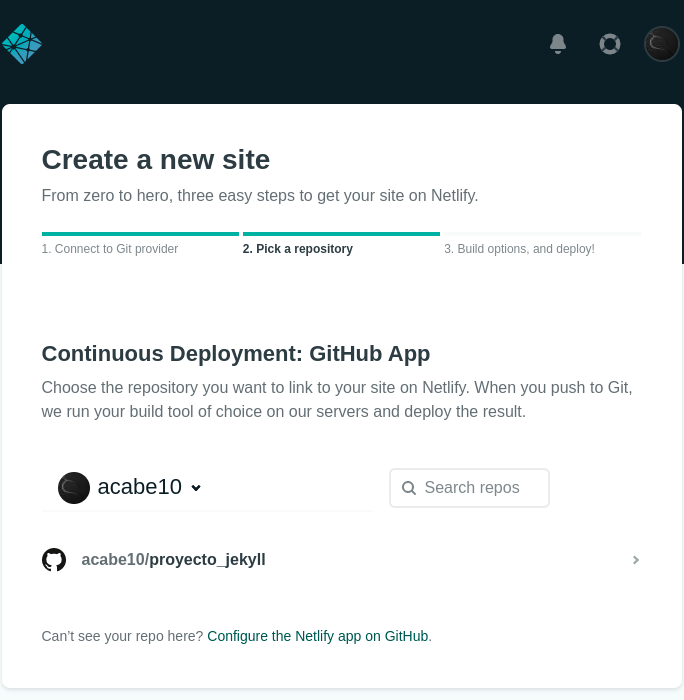 Create a new site
From zero to hero, three easy steps to get your site on Netlify.
1. Connect to Git provider
2. Pick a repository
3. Build options, and deploy!
Continuous Deployment: GitHub App
Choose the repository you want to link to your site on Netlify. When you push to Git,
we run your build tool of choice on our servers and deploy the result.
acabe10
Search repos
acabe10/proyecto_jekyll
Can’t see your repo here? Configure the Netlify app on GitHub.